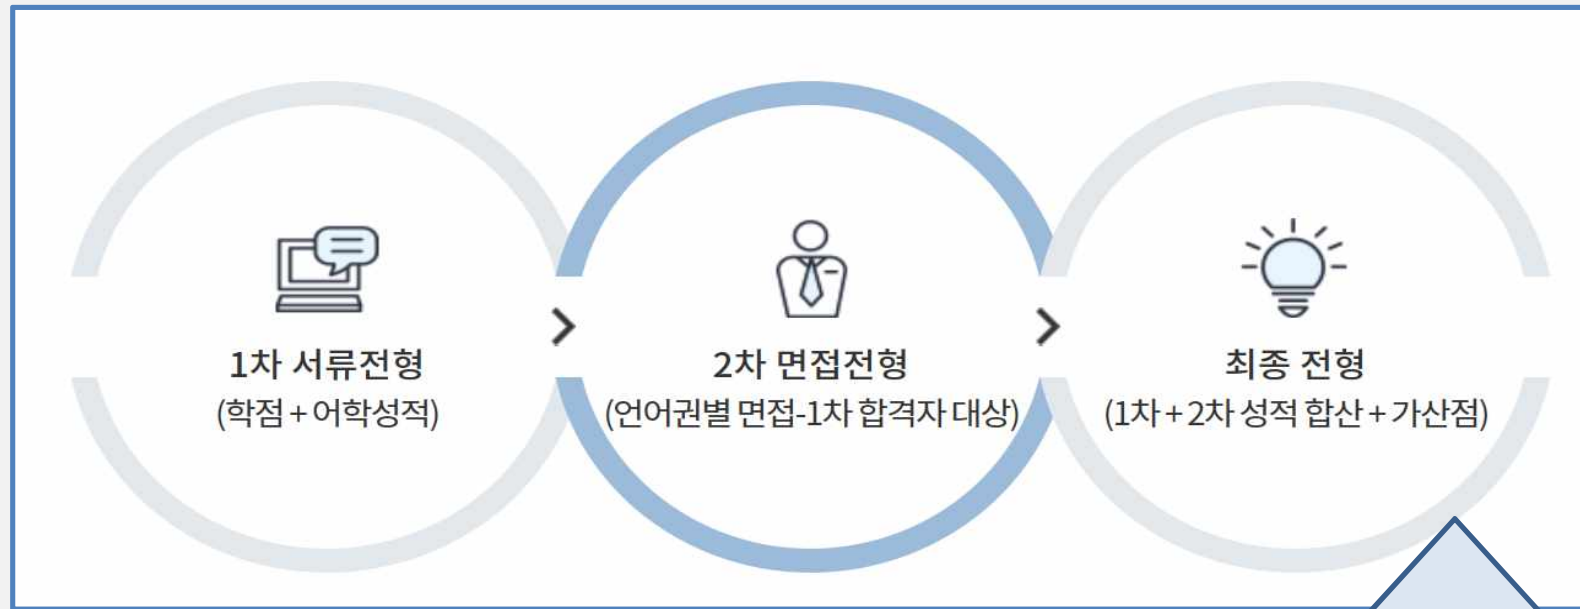 1차 서류전형
(학점 + 어학성적)
2차 면접전형
(언어권별 면접-1차 합격자 대상)
최종 전형
(1차 + 2차 성적 합산 + 가산점)